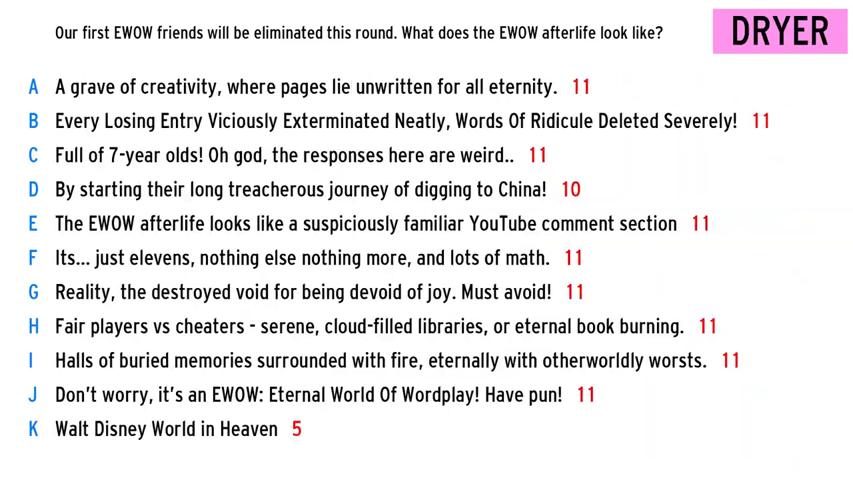 Our first EWOW friends will be eliminated this round. What does the EWOW afterlife look like?
DRYER
A A grave of creativity, where pages lie unwritten for all eternity. 11
B Every Losing Entry Viciously Exterminated Neatly, Words Of Ridicule Deleted Severely! 11
C Full of 7-year olds! Oh god, the responses here are weird.. 11
D By starting their long treacherous journey of digging to China! 10
E The EWOW afterlife looks like a suspiciously familiar YouTube comment section 11
F Its... just elevens, nothing else nothing more, and lots of math. 11
G Reality, the destroyed void for being devoid of joy. Must avoid! 11
H Fair players vs cheaters - serene, cloud-filled libraries, or eternal book burning. 11
I Halls of buried memories surrounded with fire, eternally with otherworldly worsts. 11
J Don't worry, it's an EWOW: Eternal World Of Wordplay! Have pun! 11
K Walt Disney World in Heaven 5